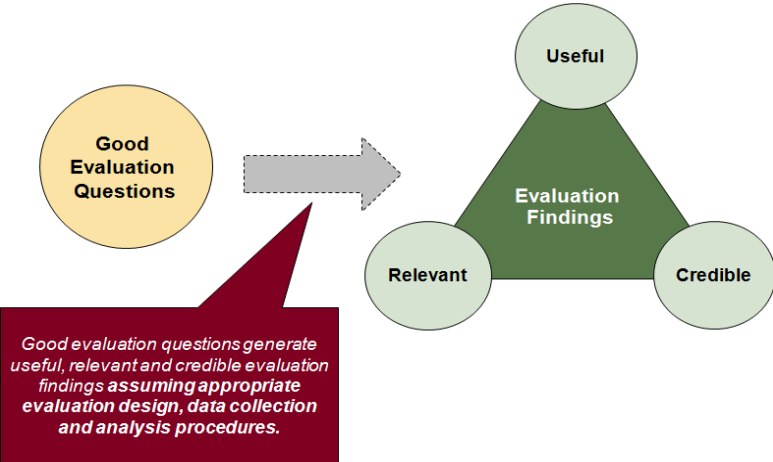 Good
Evaluation
Questions
Useful
Evaluation
Findings
Relevant
Credible
Good evaluation questions generate
useful, relevant and credible evaluation
findings assuming appropriate
evaluation design, data collection
and analysis procedures.